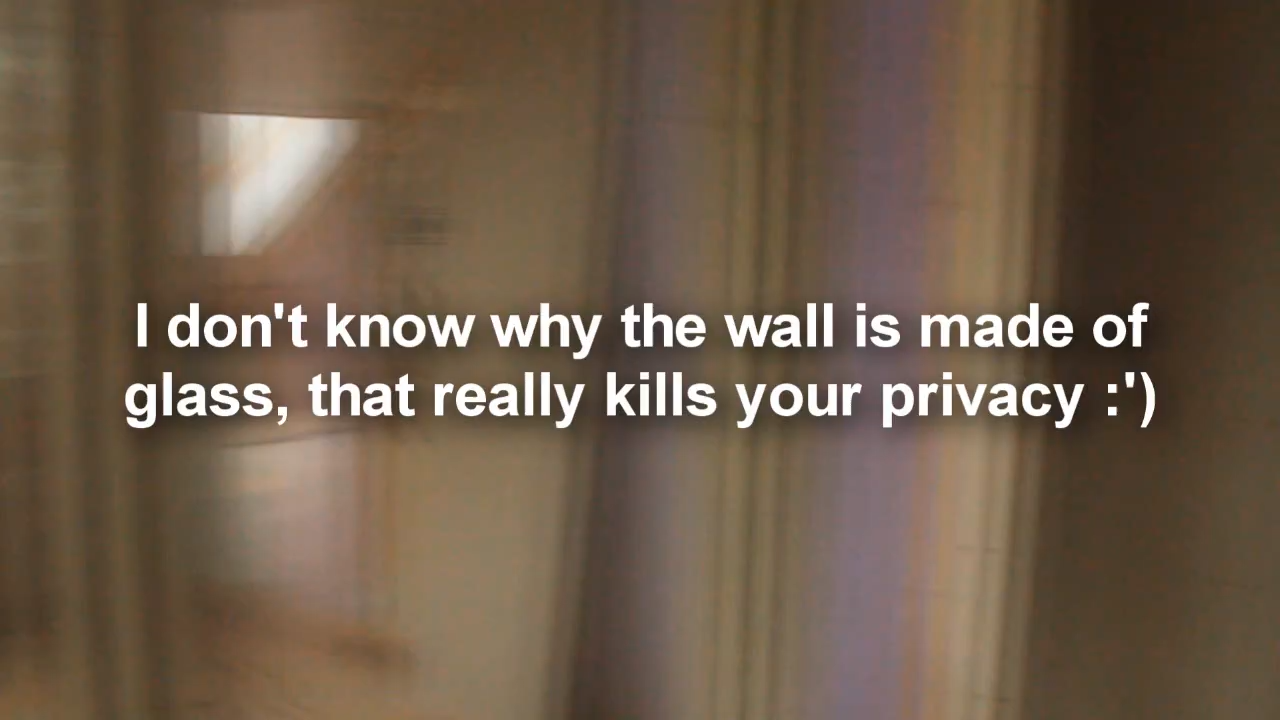 I don't know why the wall is made of
glass, that really kills your privacy :')